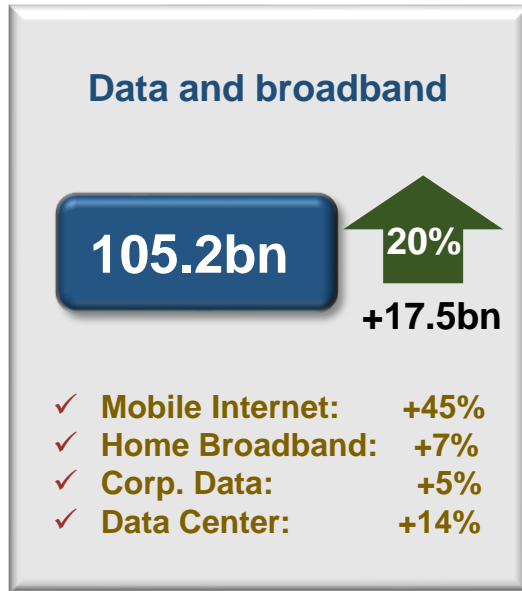 Data and broadband
105.2bn
20%
+17.5bn
✓ Mobile Internet: +45%
✓ Home Broadband: +7%
✓ Corp. Data: +5%
✓ Data Center: +14%